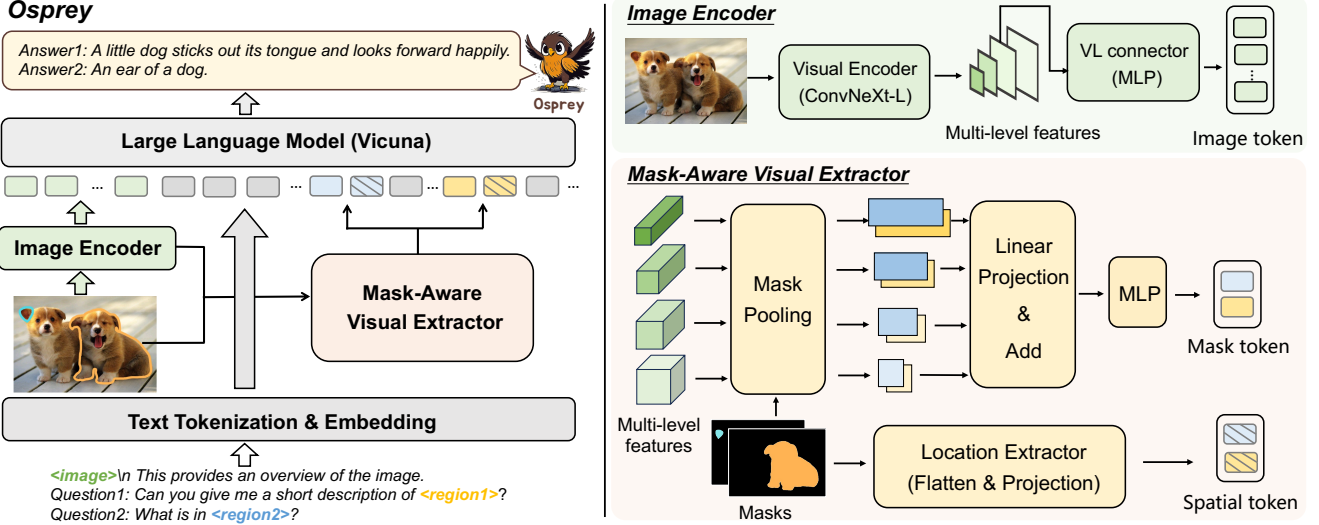 Osprey
Answer1: A little dog sticks out its tongue and looks forward happily.
Answer2: An ear of a dog.
Osprey
Large Language Model (Vicuna)
...
...
...
...
Image Encoder
Mask-Aware
Visual Extractor
Text Tokenization & Embedding
<image>\n This provides an overview of the image.
Question1: Can you give me a short description of <region1>?
Question2: What is in <region2>?
Image Encoder
Visual Encoder
(ConvNeXt-L)
Multi-level features
VL connector
(MLP)
...
Image token
Mask-Aware Visual Extractor
Multi-level
features
Mask
Pooling
Linear
Projection
&
Add
MLP
Mask token
Masks
Location Extractor
(Flatten & Projection)
Spatial token